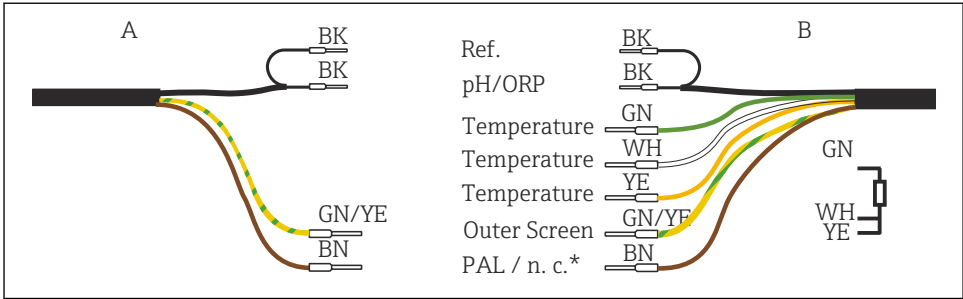 A
BK
BK
GN/YE
BN
B
Ref.
BK
pH/ORP
BK
Temperature
GN
Temperature
WH
Temperature
YE
Outer Screen
GN/YE
PAL / n. c.*
BN
GN
WH
YE